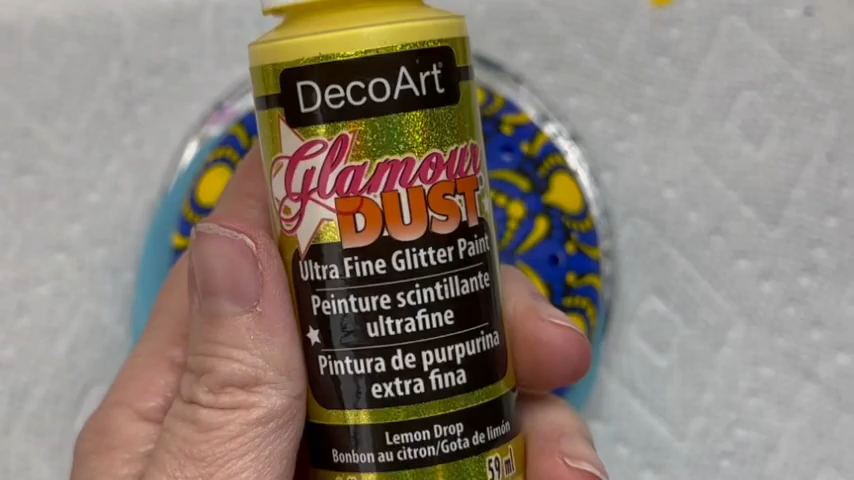 DecoArt®
Glamour
DUST
Ultra Fine Glitter Paint
Peinture scintillante
ultrafine
Pintura de purpurina
extra fina
Lemon Drop
Bonbon au citron/Gota de limón
59 ml